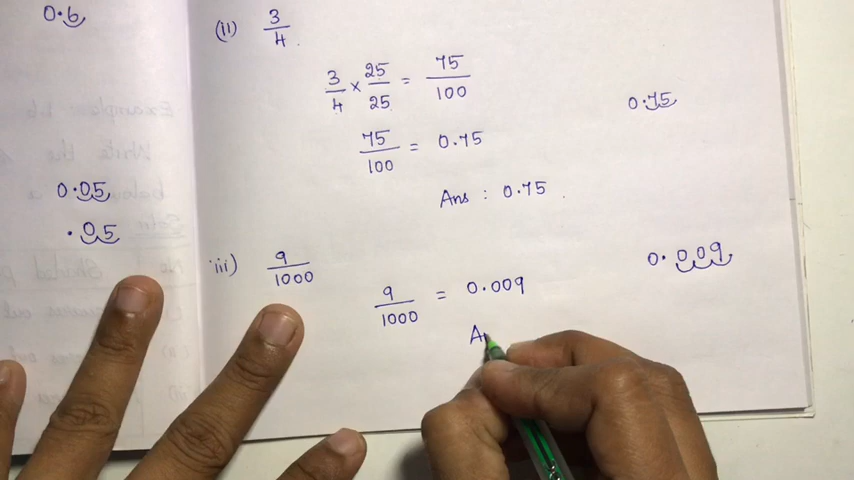 0.6
(ii) 3/4
3/4 × 25/25 = 75/100
0.75
75/100 = 0.75
Ans : 0.75
0.05
.05
iii) 9/1000
9/1000 = 0.009
0.009
An